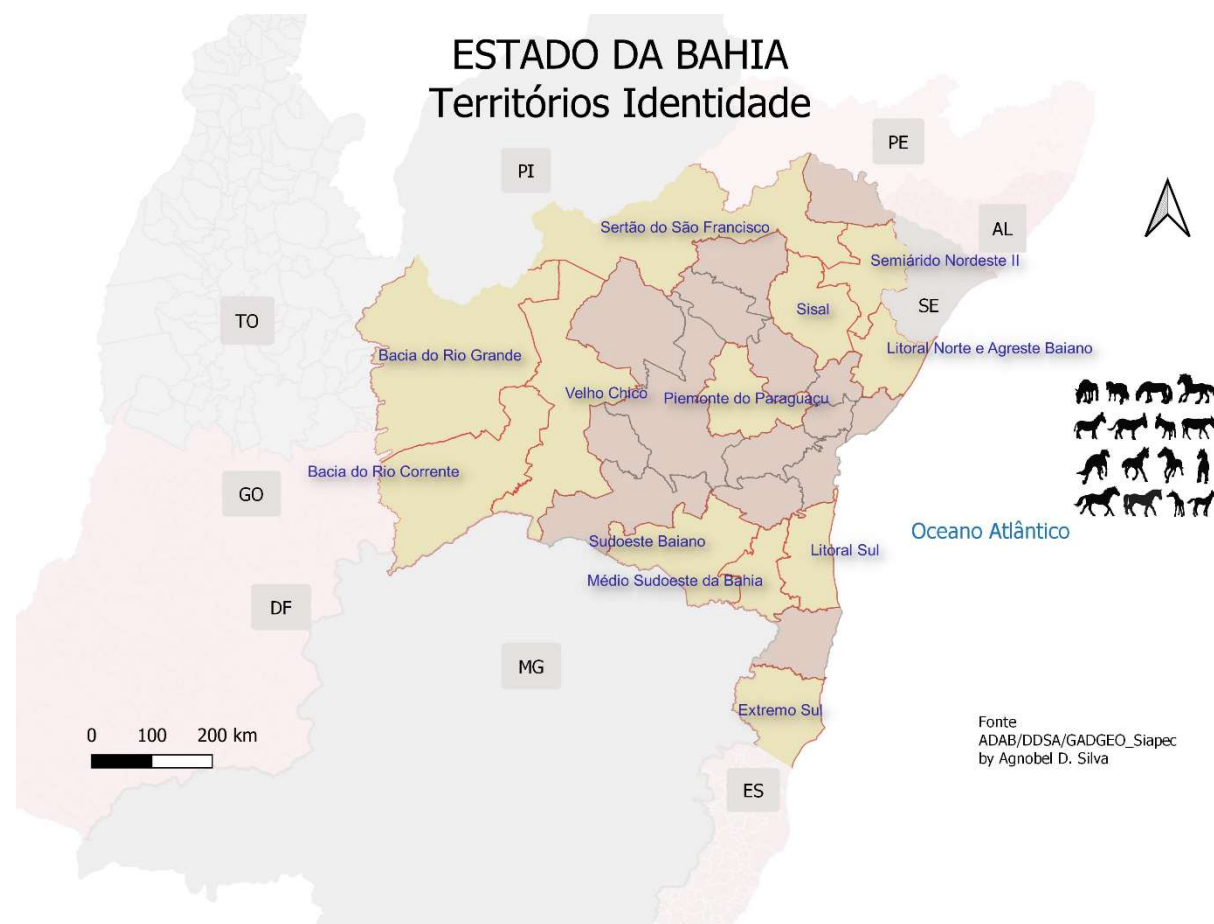 ESTADO DA BAHIA
Territórios Identidade
PE
PI
AL
Sertão do São Francisco
Semiárido Nordeste II
TO
Sisal
SE
Bacia do Rio Grande
Litoral Norte e Agreste Baiano
Velho Chico
Piemonte do Paraguaçu
Bacia do Rio Corrente
GO
Oceano Atlântico
Sudoeste Baiano
Litoral Sul
Médio Sudoeste da Bahia
DF
MG
Extremo Sul
0 100 200 km
Fonte
ADAB/DDSA/GADGEO_Siapec
by Agnobel D. Silva
ES